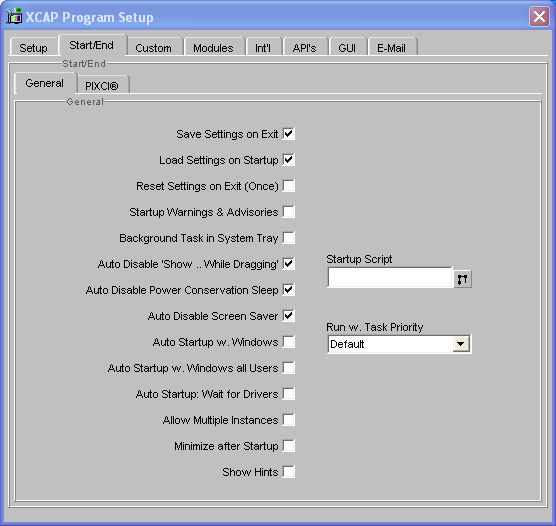 XCAP Program Setup
Setup Start/End Custom Modules Int'l API's GUI E-Mail
Start/End
General PIXCI®
General
Save Settings on Exit
Load Settings on Startup
Reset Settings on Exit (Once)
Startup Warnings & Advisories
Background Task in System Tray
Auto Disable 'Show .. While Dragging'
Startup Script
Auto Disable Power Conservation Sleep
Auto Disable Screen Saver
Run w. Task Priority
Auto Startup w. Windows
Default
Auto Startup w. Windows all Users
Auto Startup: Wait for Drivers
Allow Multiple Instances
Minimize after Startup
Show Hints